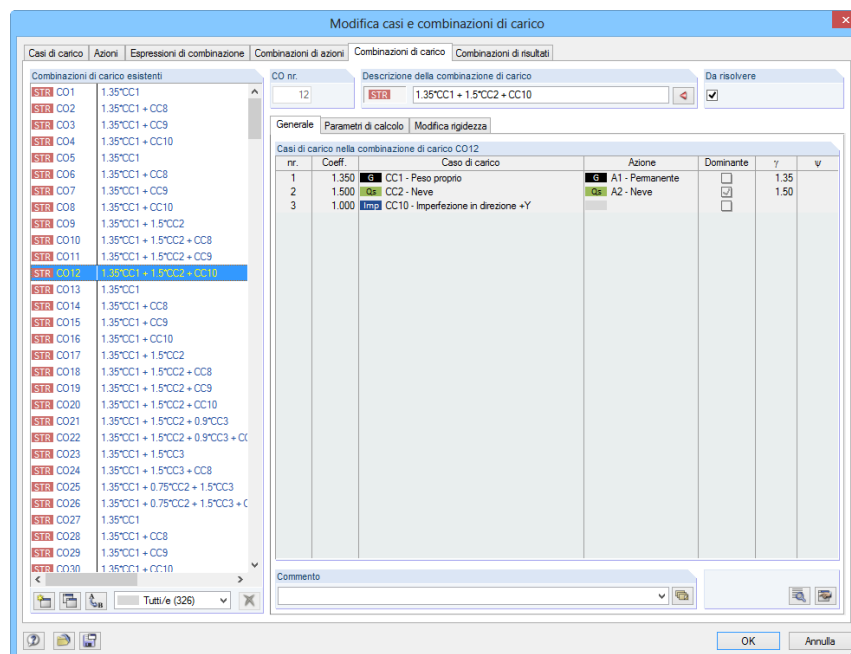 Modifica casi e combinazioni di carico
Casi di carico Azioni Espressioni di combinazione Combinazioni di azioni Combinazioni di carico Combinazioni di risultati
Combinazioni di carico esistenti
STR CO1 1.35*CC1
STR CO2 1.35*CC1 + CC8
STR CO3 1.35*CC1 + CC9
STR CO4 1.35*CC1 + CC10
STR CO5 1.35*CC1
STR CO6 1.35*CC1 + CC8
STR CO7 1.35*CC1 + CC9
STR CO8 1.35*CC1 + CC10
STR CO9 1.35*CC1 + 1.5*CC2
STR CO10 1.35*CC1 + 1.5*CC2 + CC8
STR CO11 1.35*CC1 + 1.5*CC2 + CC9
STR CO12 1.35*CC1 + 1.5*CC2 + CC10
STR CO13 1.35*CC1
STR CO14 1.35*CC1 + CC8
STR CO15 1.35*CC1 + CC9
STR CO16 1.35*CC1 + CC10
STR CO17 1.35*CC1 + 1.5*CC2
STR CO18 1.35*CC1 + 1.5*CC2 + CC8
STR CO19 1.35*CC1 + 1.5*CC2 + CC9
STR CO20 1.35*CC1 + 1.5*CC2 + CC10
STR CO21 1.35*CC1 + 1.5*CC2 + 0.9*CC3
STR CO22 1.35*CC1 + 1.5*CC2 + 0.9*CC3 + CC
STR CO23 1.35*CC1 + 1.5*CC3
STR CO24 1.35*CC1 + 1.5*CC3 + CC8
STR CO25 1.35*CC1 + 0.75*CC2 + 1.5*CC3
STR CO26 1.35*CC1 + 0.75*CC2 + 1.5*CC3 + C
STR CO27 1.35*CC1
STR CO28 1.35*CC1 + CC8
STR CO29 1.35*CC1 + CC9
STR CO30 1.35*CC1 + CC10
Tutti/e (326)
CO nr.
12
Descrizione della combinazione di carico
STR 1.35*CC1 + 1.5*CC2 + CC10
Da risolvere
Generale Parametri di calcolo Modifica rigidezza
Casi di carico nella combinazione di carico CO12
nr. Coeff. Caso di carico Azione Dominante γ ψ
1 1.350 G CC1 - Peso proprio G A1 - Permanente 1.35
2 1.500 Qs CC2 - Neve Qs A2 - Neve 1.50
3 1.000 Imp CC10 - Imperfezione in direzione +Y
Commento
OK Annulla